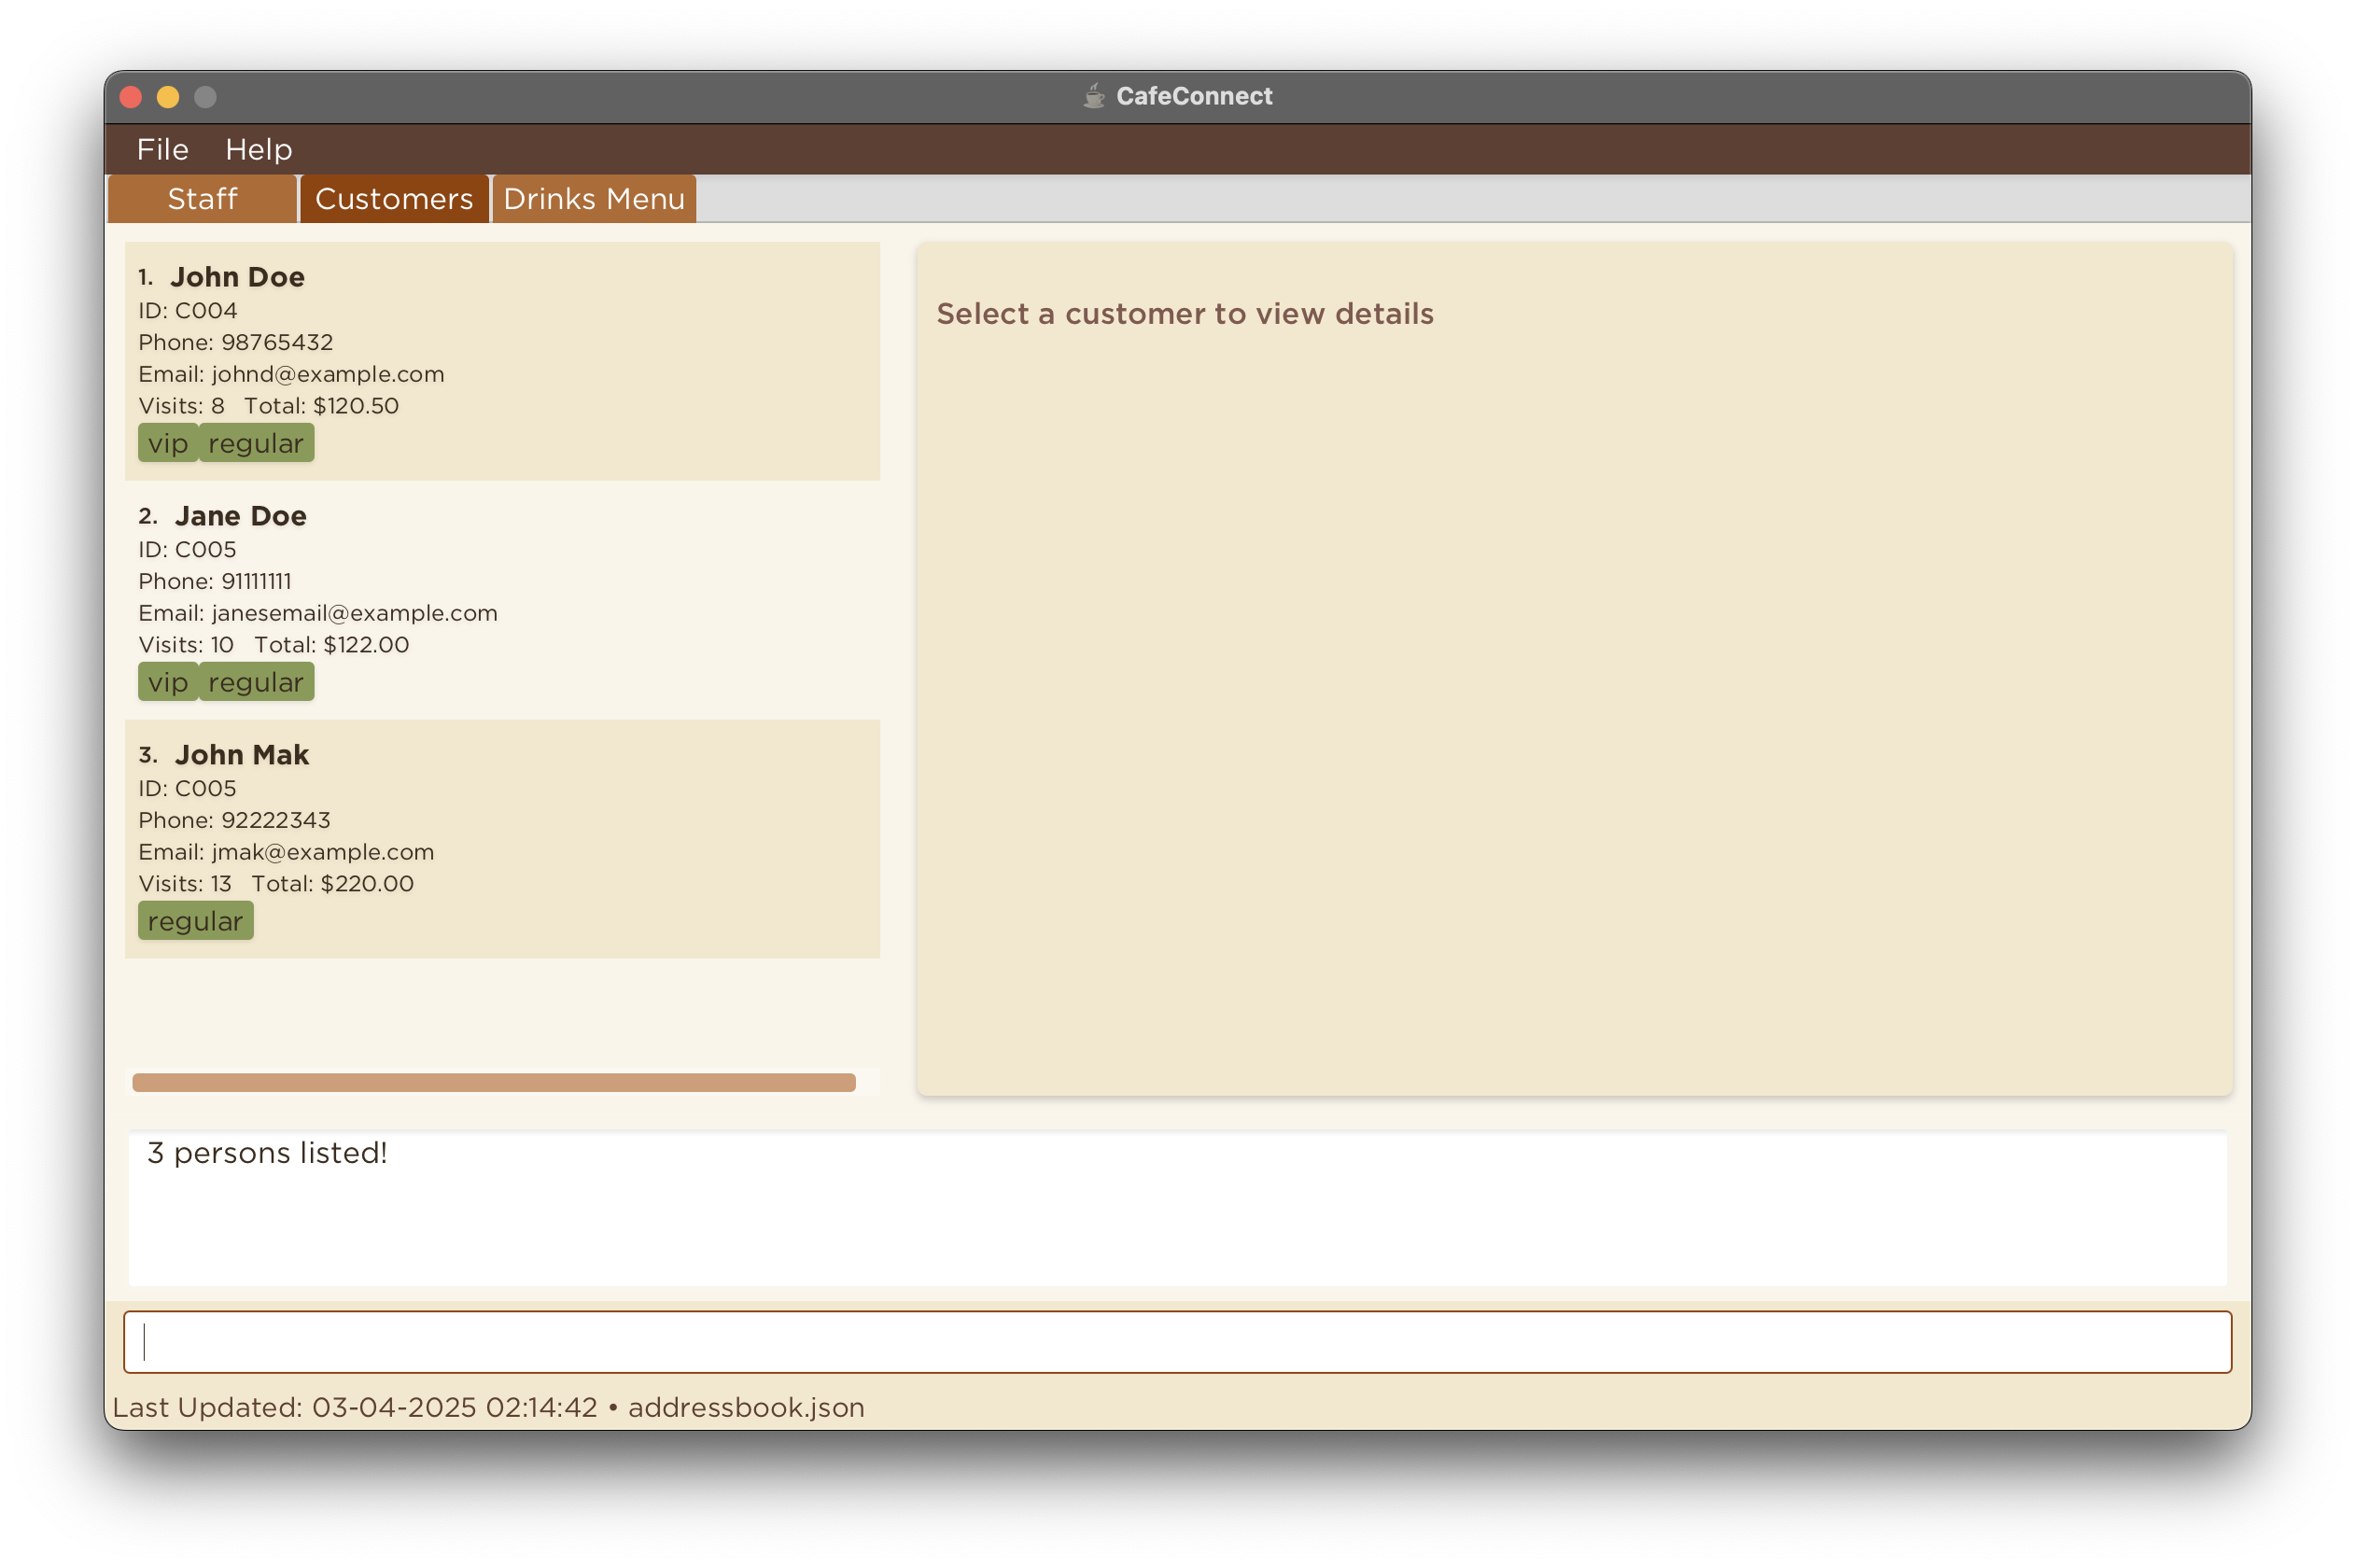 CafeConnect
File Help
Staff Customers Drinks Menu
1. John Doe
ID: C004
Phone: 98765432
Email: johnd@example.com
Visits: 8 Total: $120.50
vip regular
2. Jane Doe
ID: C005
Phone: 91111111
Email: janesemail@example.com
Visits: 10 Total: $122.00
vip regular
3. John Mak
ID: C005
Phone: 92222343
Email: jmak@example.com
Visits: 13 Total: $220.00
regular
Select a customer to view details
3 persons listed!
Last Updated: 03-04-2025 02:14:42 • addressbook.json